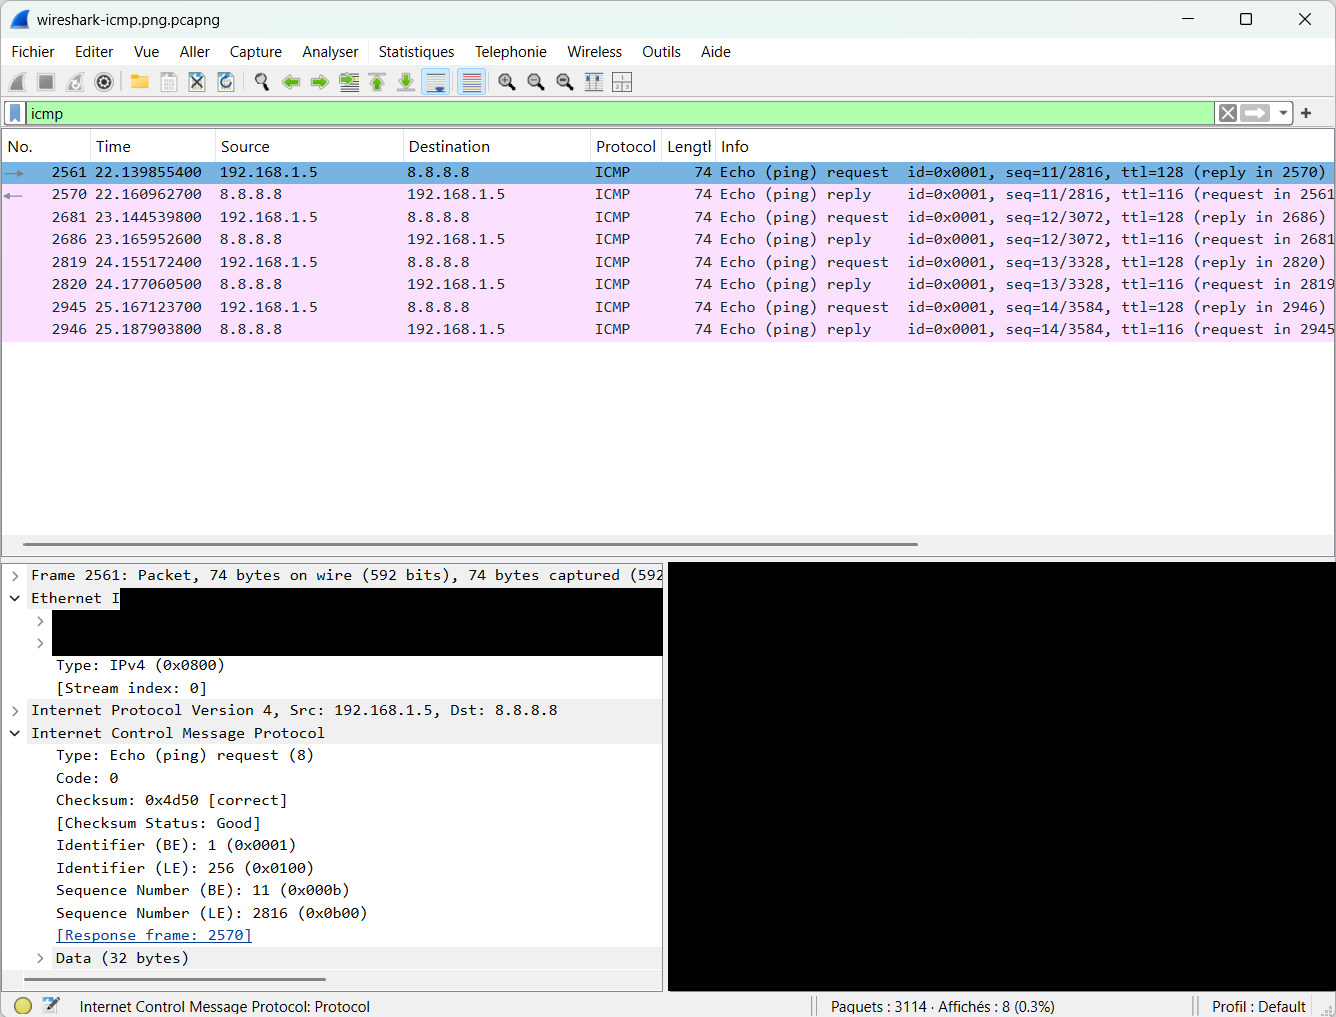 wireshark-icmp.png.pcapng
Fichier Editer Vue Aller Capture Analyser Statistiques Telephonie Wireless Outils Aide
icmp
No. Time Source Destination Protocol Length Info
2561 22.139855400 192.168.1.5 8.8.8.8 ICMP 74 Echo (ping) request id=0x0001, seq=11/2816, ttl=128 (reply in 2570)
2570 22.160962700 8.8.8.8 192.168.1.5 ICMP 74 Echo (ping) reply id=0x0001, seq=11/2816, ttl=116 (request in 2561
2681 23.144539800 192.168.1.5 8.8.8.8 ICMP 74 Echo (ping) request id=0x0001, seq=12/3072, ttl=128 (reply in 2686)
2686 23.165952600 8.8.8.8 192.168.1.5 ICMP 74 Echo (ping) reply id=0x0001, seq=12/3072, ttl=116 (request in 2681
2819 24.155172400 192.168.1.5 8.8.8.8 ICMP 74 Echo (ping) request id=0x0001, seq=13/3328, ttl=128 (reply in 2820)
2820 24.177060500 8.8.8.8 192.168.1.5 ICMP 74 Echo (ping) reply id=0x0001, seq=13/3328, ttl=116 (request in 2819
2945 25.167123700 192.168.1.5 8.8.8.8 ICMP 74 Echo (ping) request id=0x0001, seq=14/3584, ttl=128 (reply in 2946)
2946 25.187903800 8.8.8.8 192.168.1.5 ICMP 74 Echo (ping) reply id=0x0001, seq=14/3584, ttl=116 (request in 2945
Frame 2561: Packet, 74 bytes on wire (592 bits), 74 bytes captured (592
Ethernet I
Type: IPv4 (0x0800)
[Stream index: 0]
Internet Protocol Version 4, Src: 192.168.1.5, Dst: 8.8.8.8
Internet Control Message Protocol
Type: Echo (ping) request (8)
Code: 0
Checksum: 0x4d50 [correct]
[Checksum Status: Good]
Identifier (BE): 1 (0x0001)
Identifier (LE): 256 (0x0100)
Sequence Number (BE): 11 (0x000b)
Sequence Number (LE): 2816 (0x0b00)
[Response frame: 2570]
Data (32 bytes)
Internet Control Message Protocol: Protocol Paquets : 3114 · Affichés : 8 (0.3%) Profil : Default